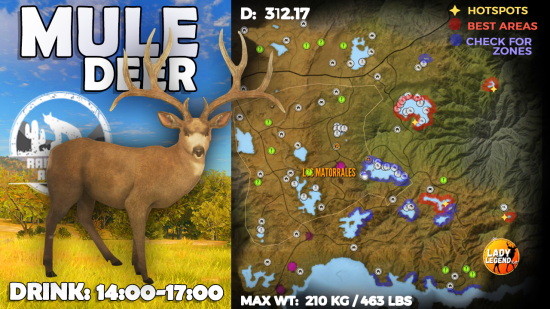 MULE
DEER
DRINK: 14:00-17:00
D: 312.17
HOTSPOTS
BEST AREAS
CHECK FOR
ZONES
MATORRALES
LADY
LEGEND
MAX WT: 210 KG / 463 LBS